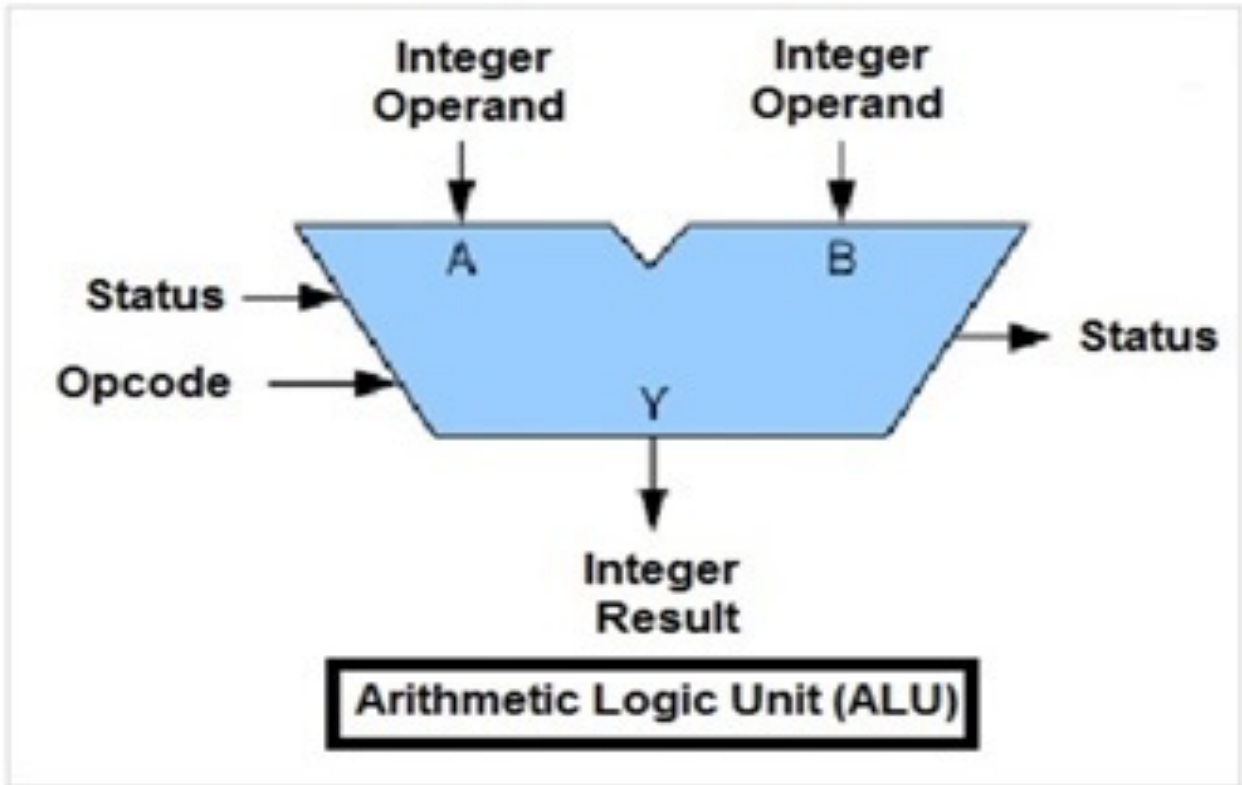 Integer
Operand
Integer
Operand
A
B
Status
Opcode
Status
Y
Integer
Result
Arithmetic Logic Unit (ALU)